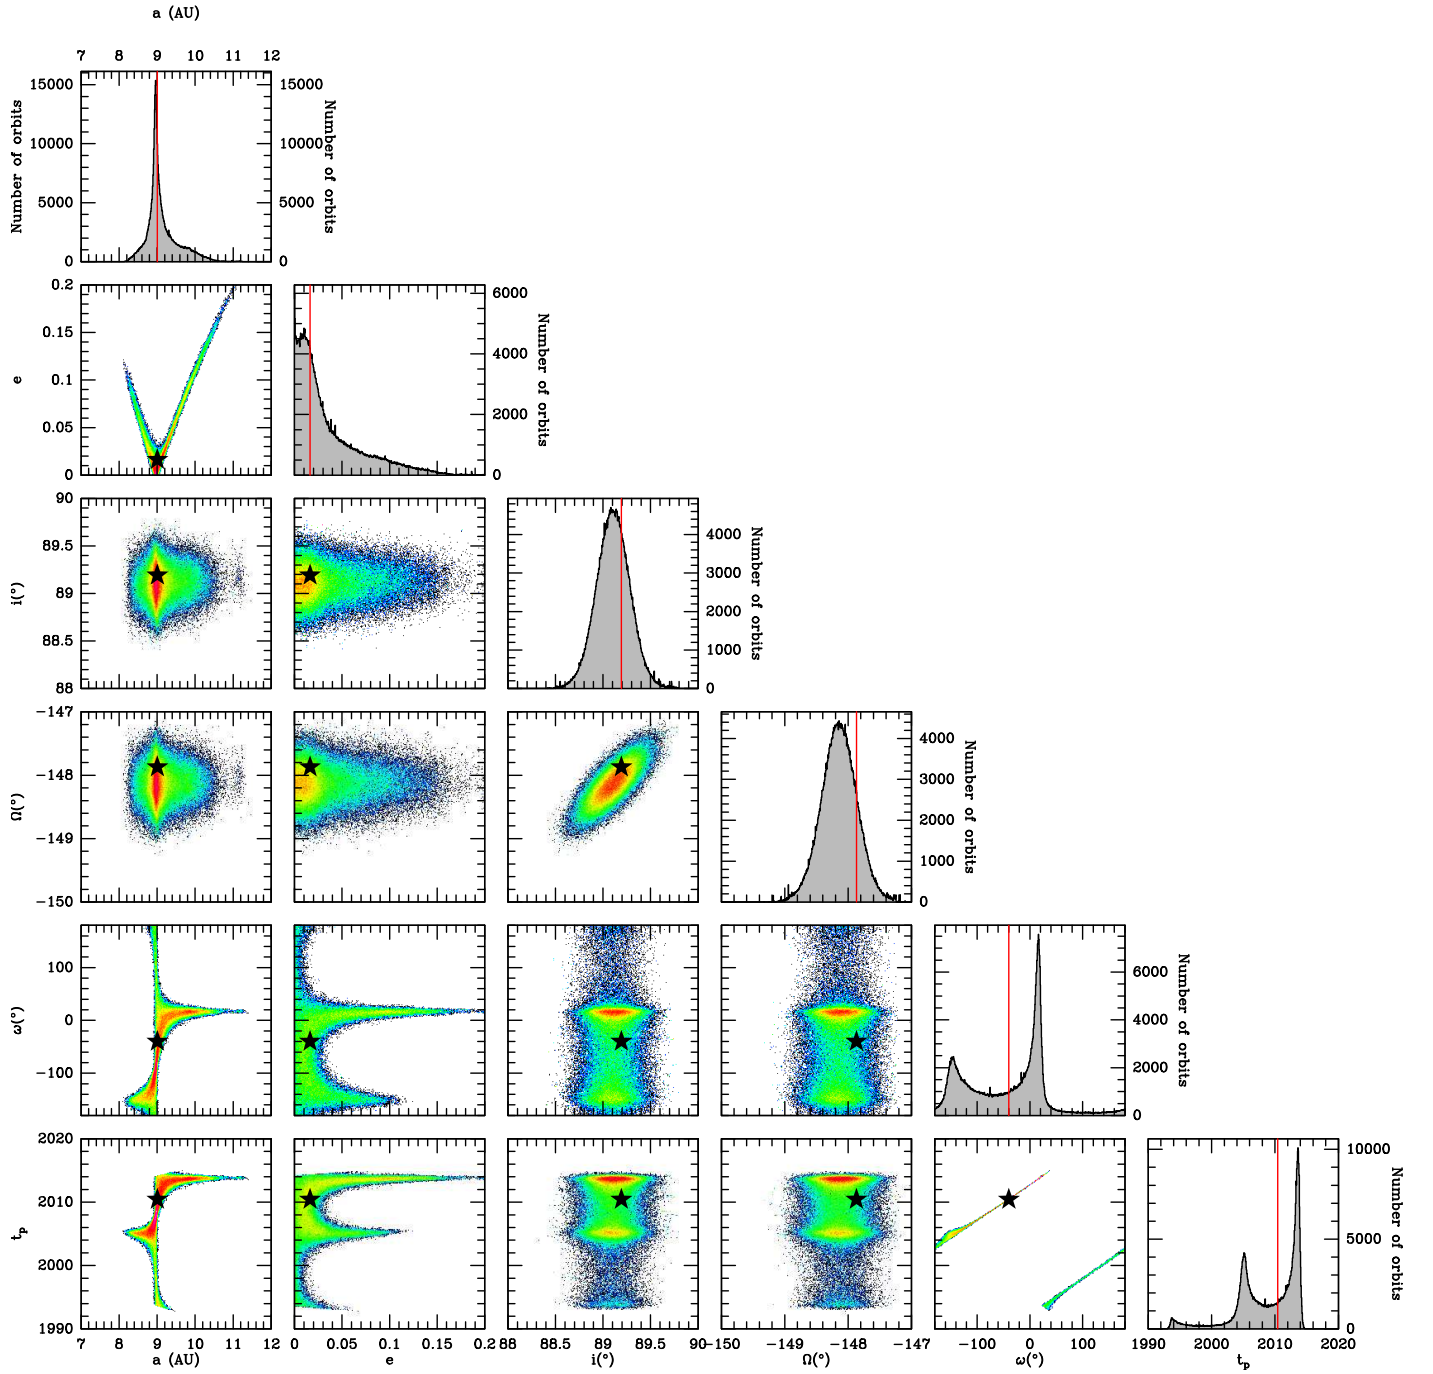 a (AU)
7 8 9 10 11 12
15000 15000
10000 10000
5000 5000
0 0
Number of orbits
Number of orbits
0.2
0.15
0.1
0.05
0
e
6000
4000
2000
0
Number of orbits
90
89.5
89
88.5
88
i(°)
4000
3000
2000
1000
0
Number of orbits
−147
−148
−149
−150
Ω(°)
4000
3000
2000
1000
0
Number of orbits
100
0
−100
ω(°)
6000
4000
2000
0
Number of orbits
2020
2010
2000
1990
tp
10000
5000
0
Number of orbits
7 8 9 10 11 12
a (AU)
0 0.05 0.1 0.15 0.2
e
88 88.5 89 89.5 90
i(°)
−150 −149 −148 −147
Ω(°)
−100 0 100
ω(°)
1990 2000 2010 2020
tp